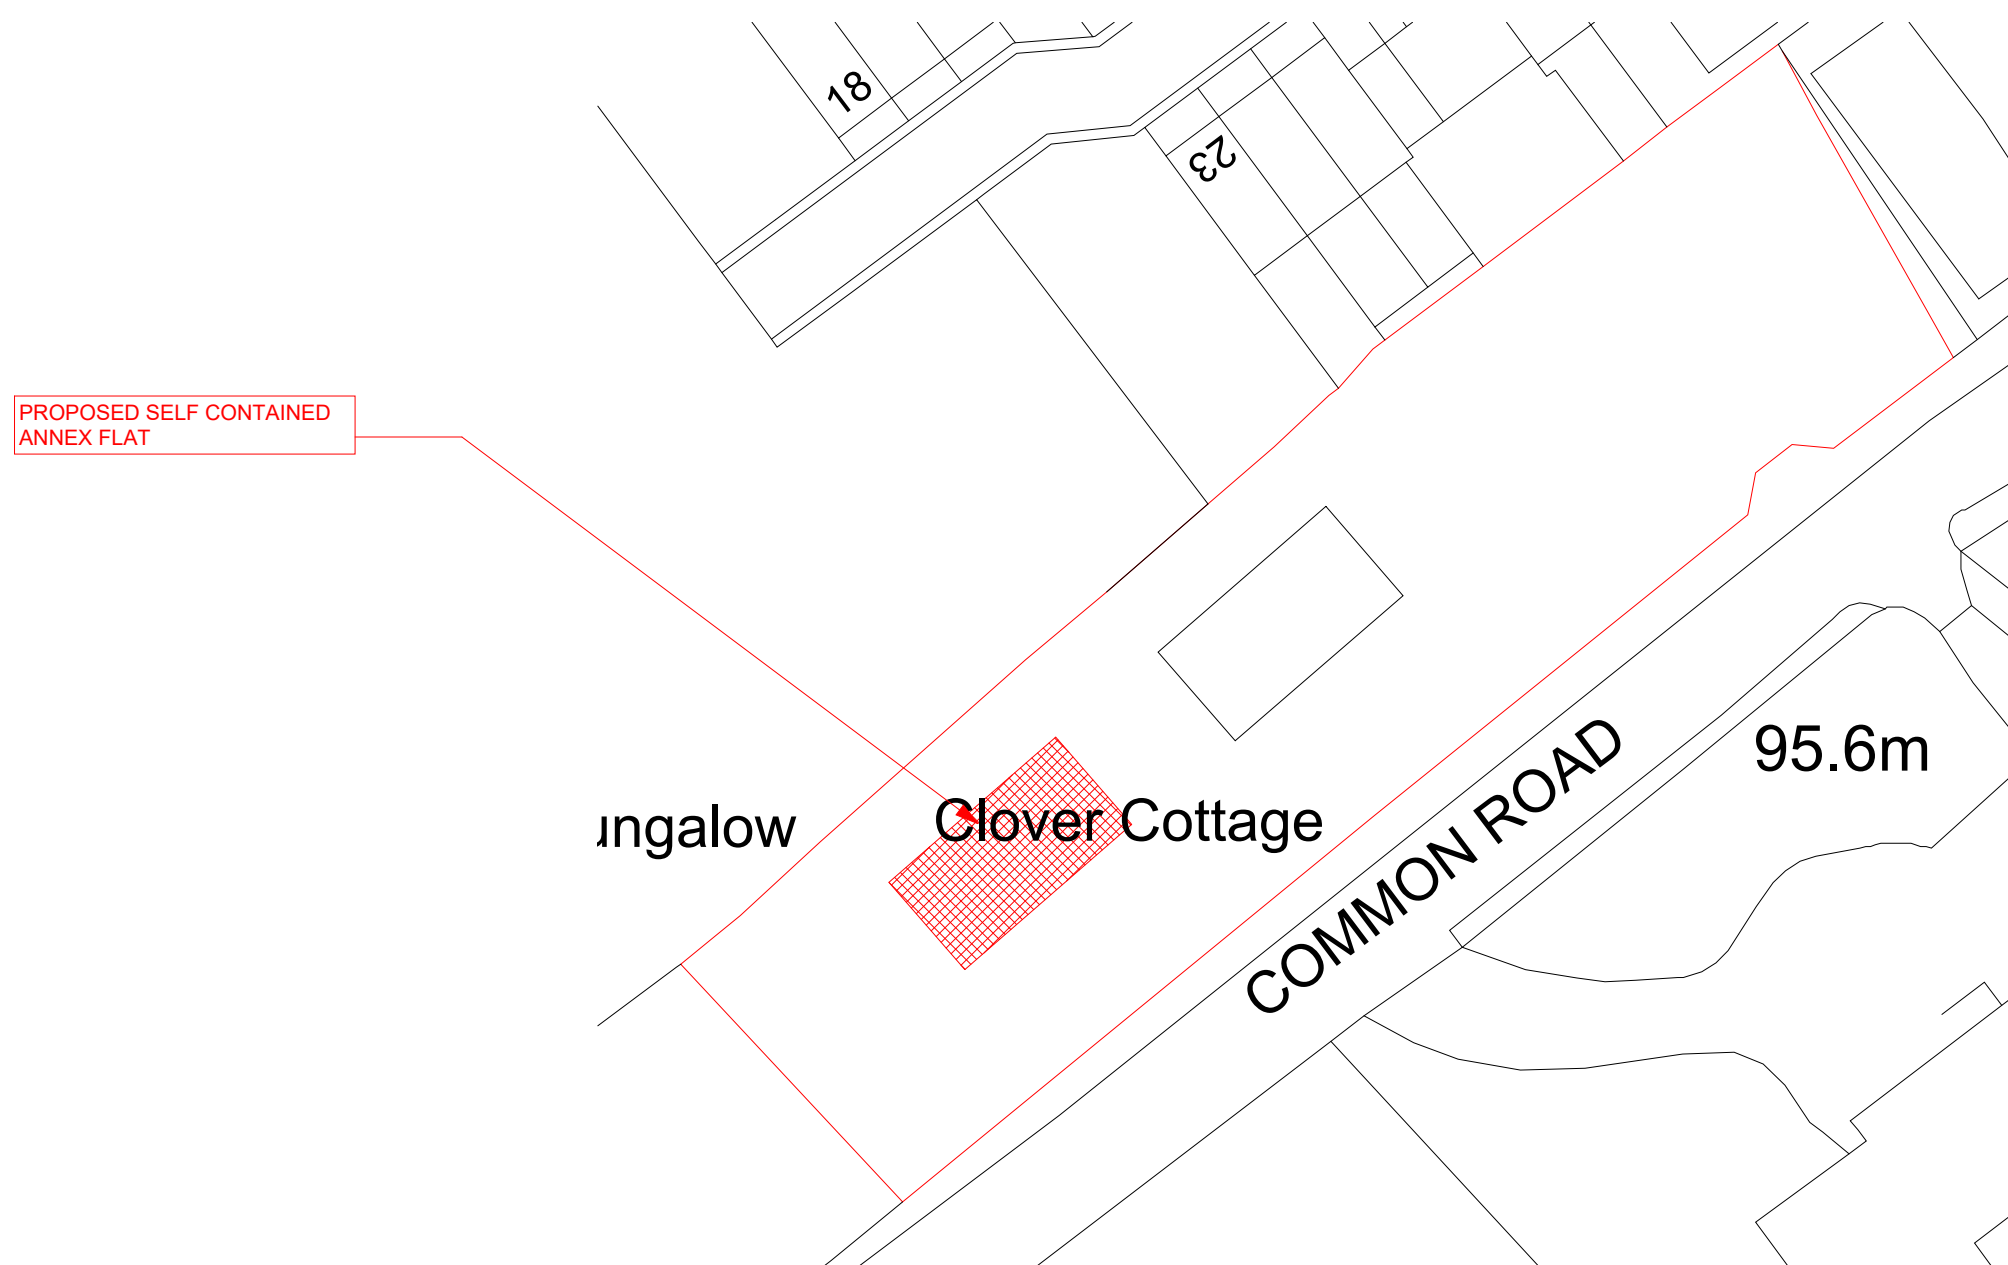 18
23
PROPOSED SELF CONTAINED
ANNEX FLAT
95.6m
ungalow
Clover Cottage
COMMON ROAD